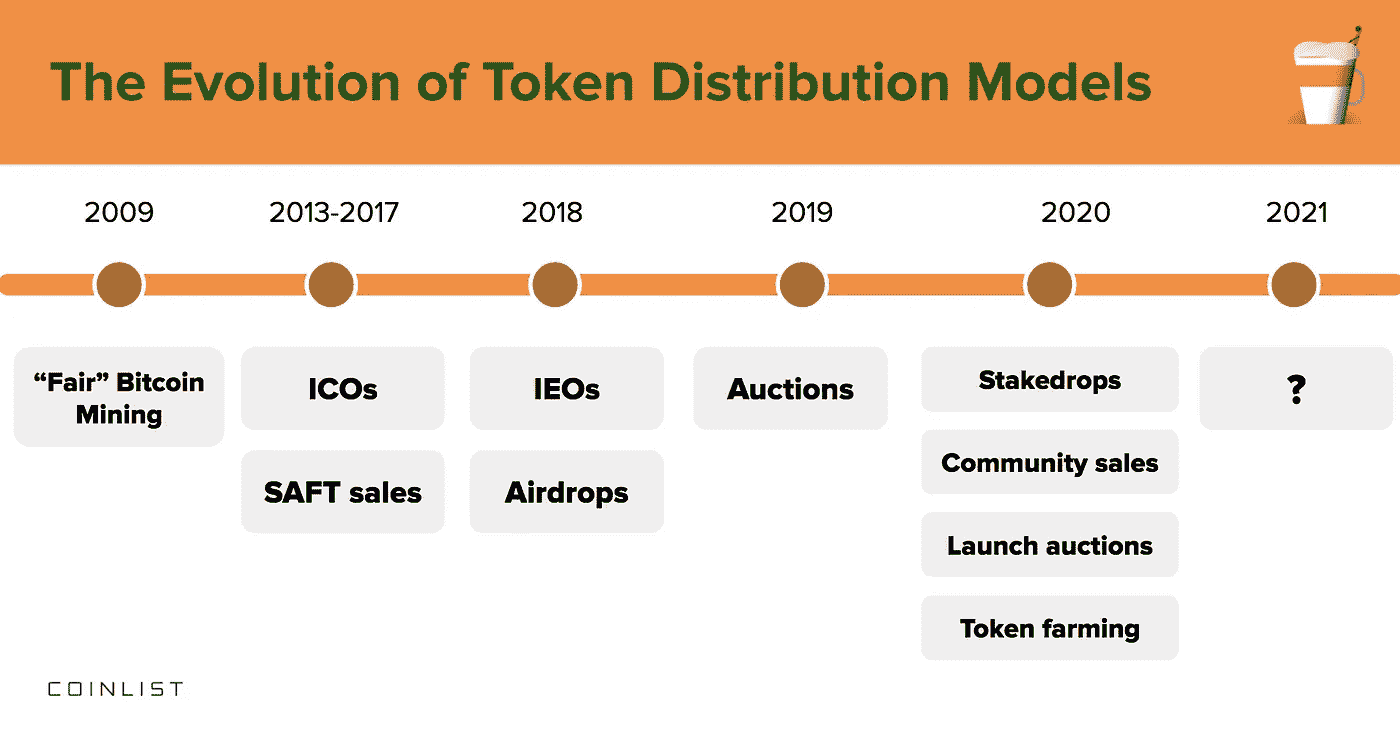 The Evolution of Token Distribution Models
2009
2013-2017
2018
2019
2020
2021
“Fair” Bitcoin
Mining
ICOs
SAFT sales
IEOs
Airdrops
Auctions
Stakedrops
Community sales
Launch auctions
Token farming
?
COINLIST